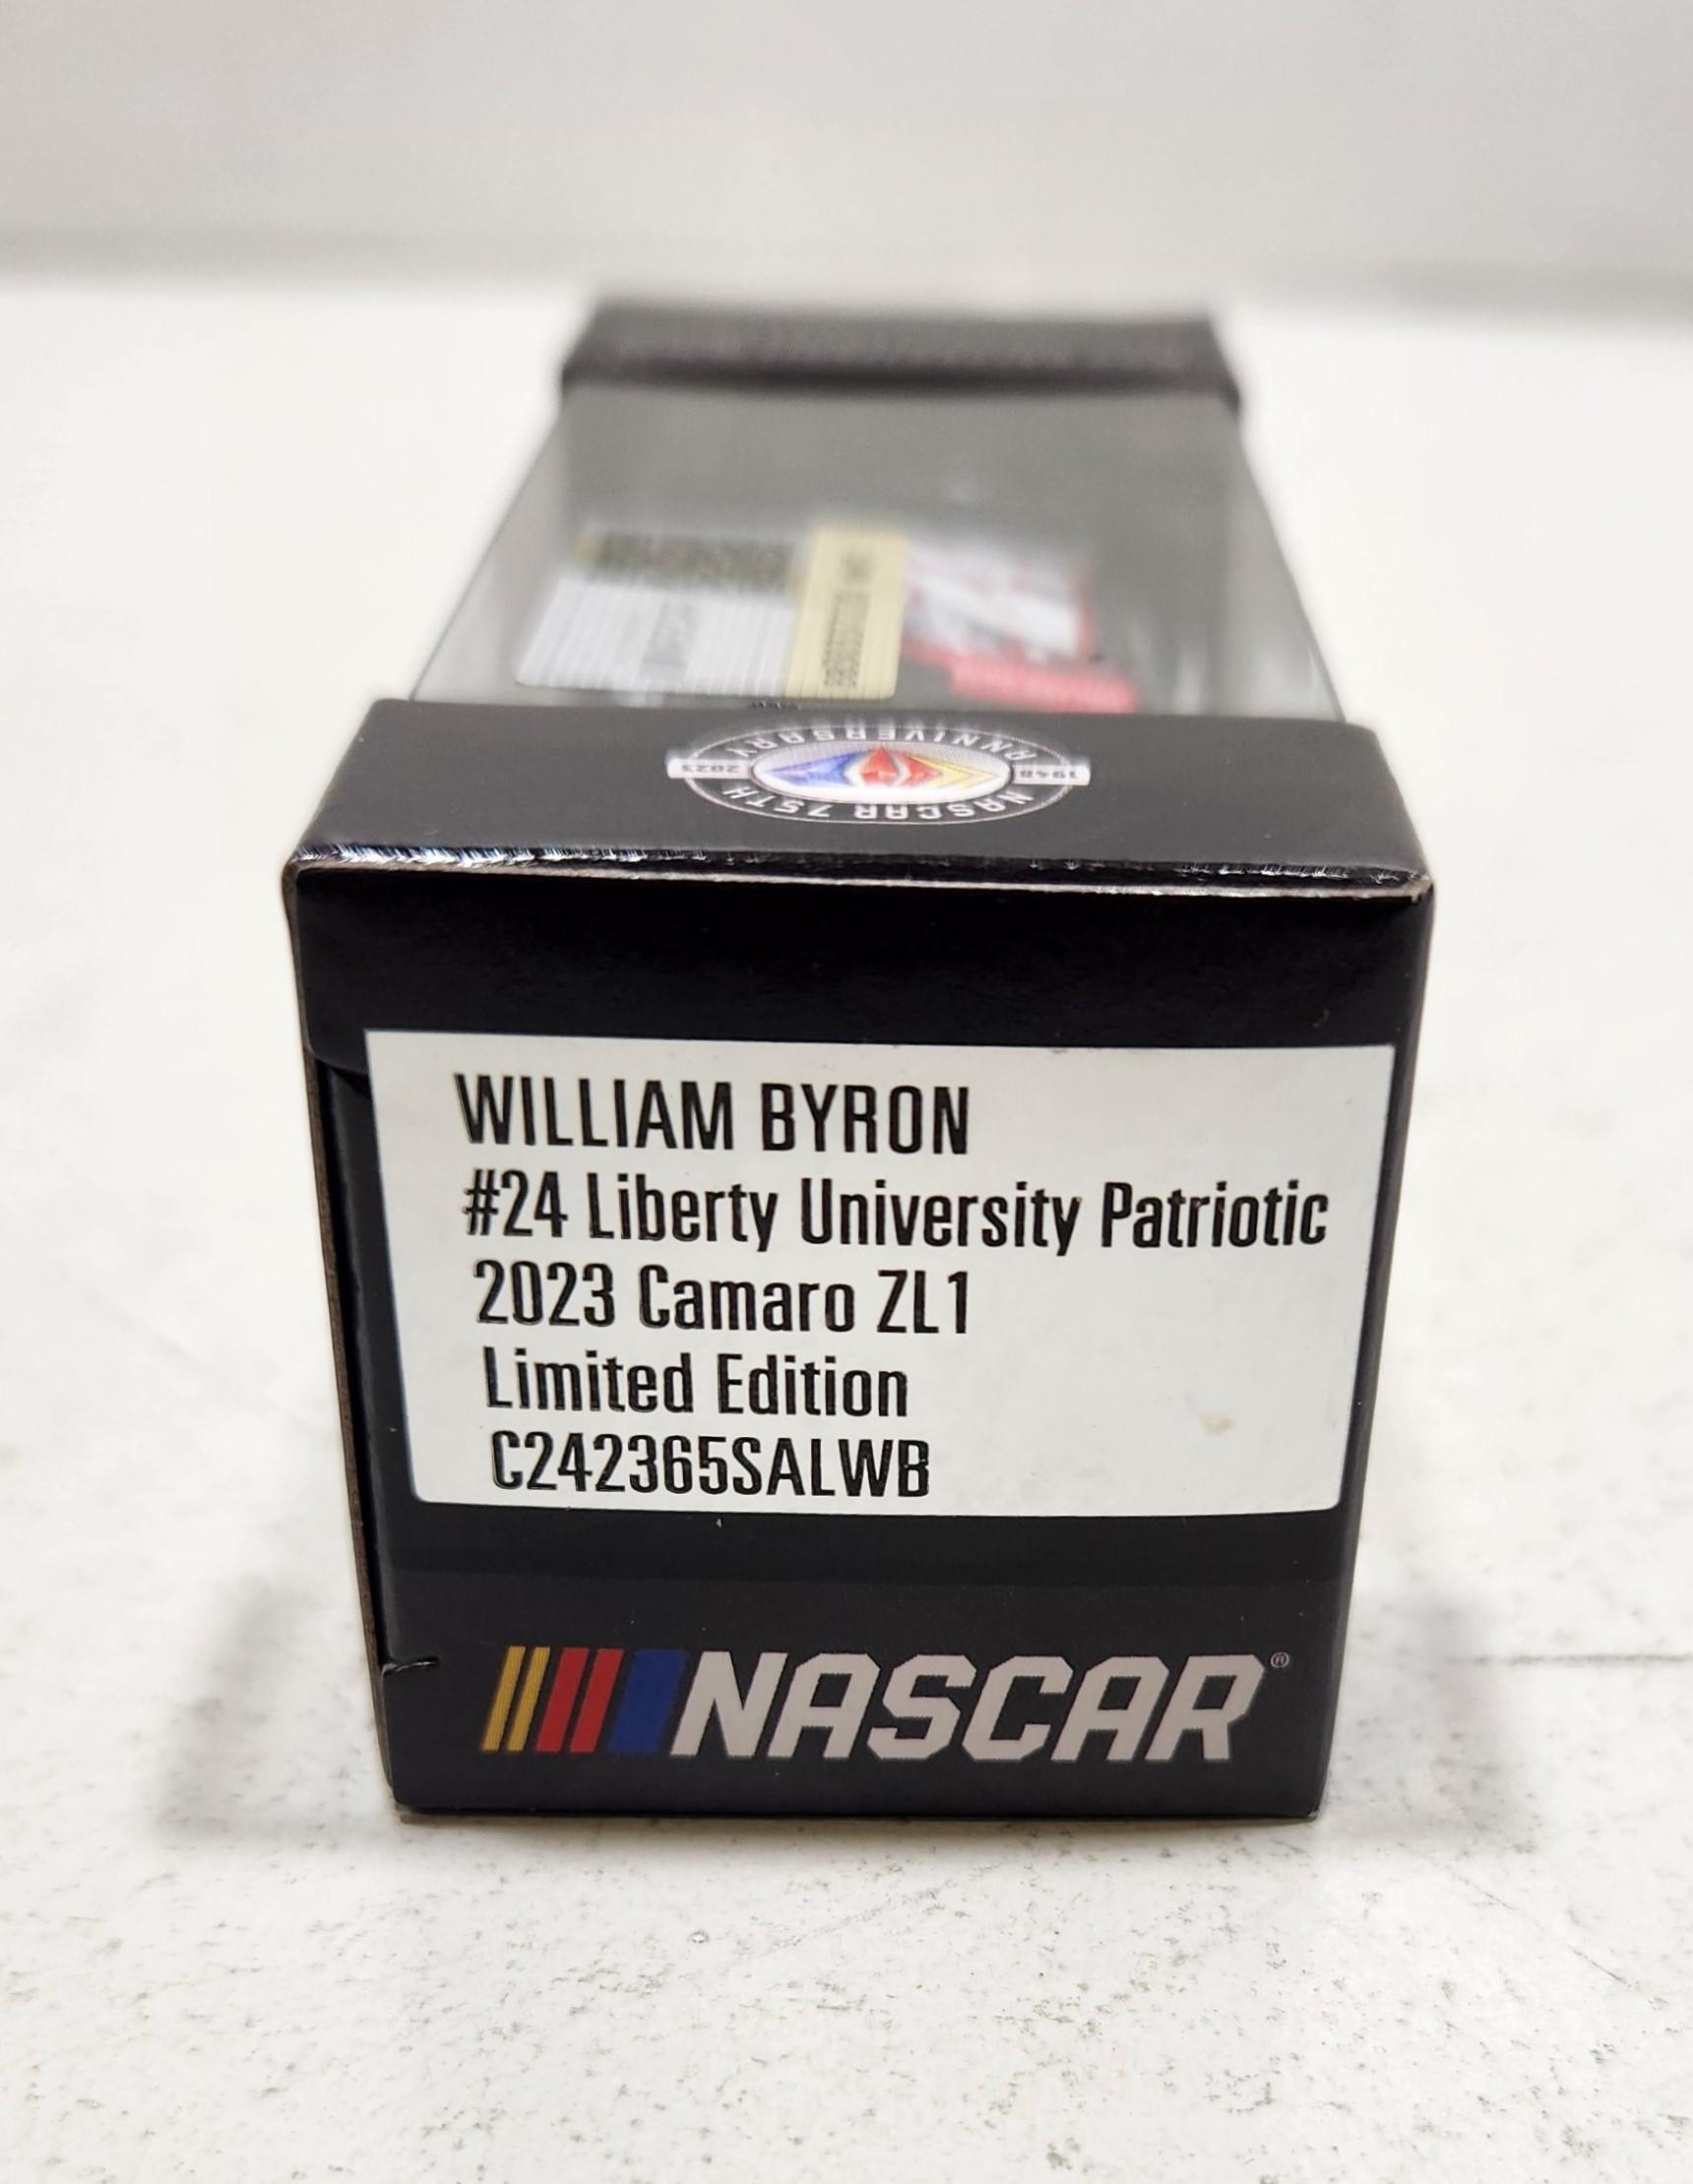 NASCAR 75TH ANNIVERSARY
1948 2023
WILLIAM BYRON
#24 Liberty University Patriotic
2023 Camaro ZL1
Limited Edition
C242365SALWB
NASCAR®